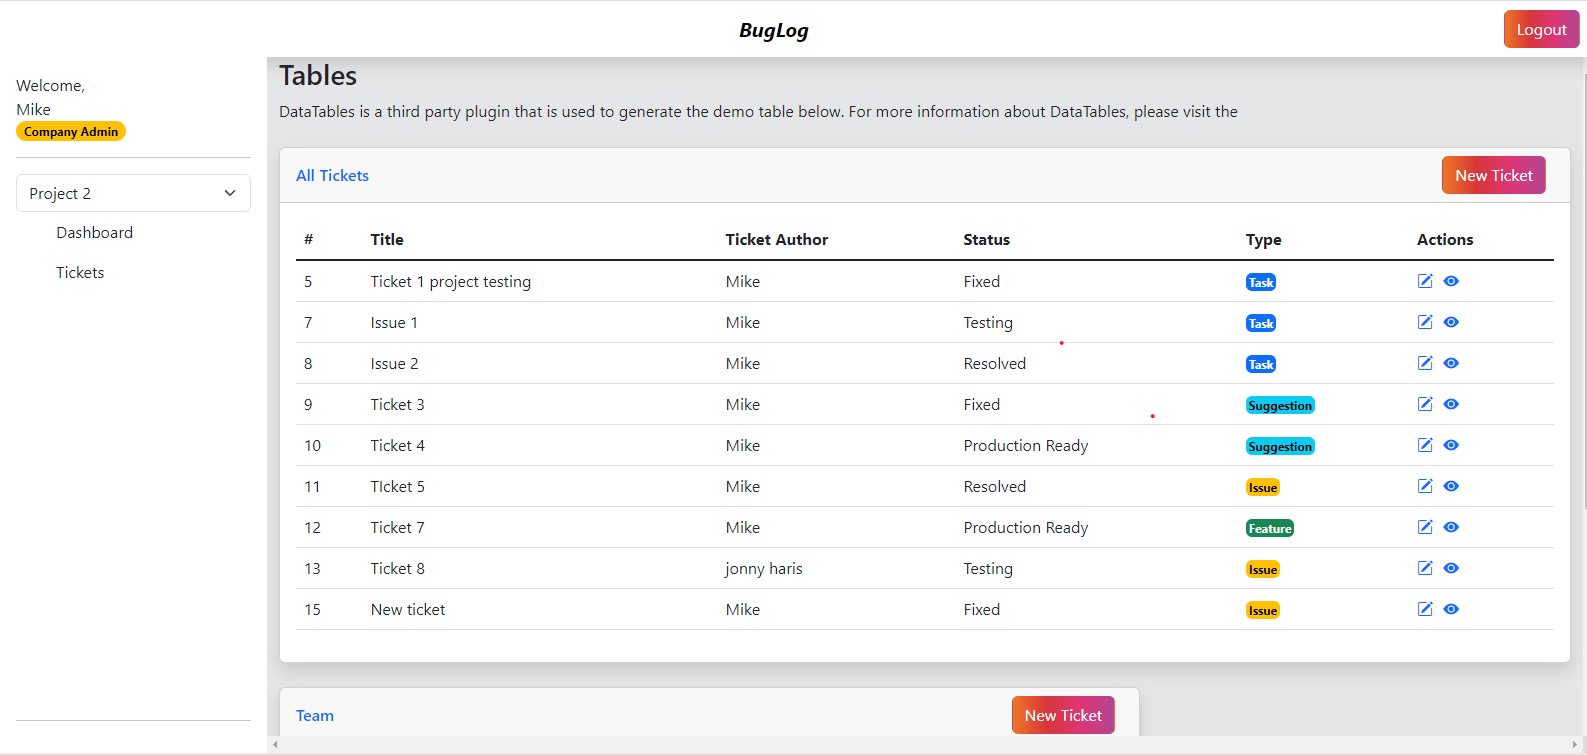 BugLog
Logout
Welcome,
Mike
Company Admin
Project 2
Dashboard
Tickets
Tables
DataTables is a third party plugin that is used to generate the demo table below. For more information about DataTables, please visit the
All Tickets
New Ticket
# Title Ticket Author Status Type Actions
5 Ticket 1 project testing Mike Fixed Task
7 Issue 1 Mike Testing Task
8 Issue 2 Mike Resolved Task
9 Ticket 3 Mike Fixed Suggestion
10 Ticket 4 Mike Production Ready Suggestion
11 TIcket 5 Mike Resolved Issue
12 Ticket 7 Mike Production Ready Feature
13 Ticket 8 jonny haris Testing Issue
15 New ticket Mike Fixed Issue
Team
New Ticket